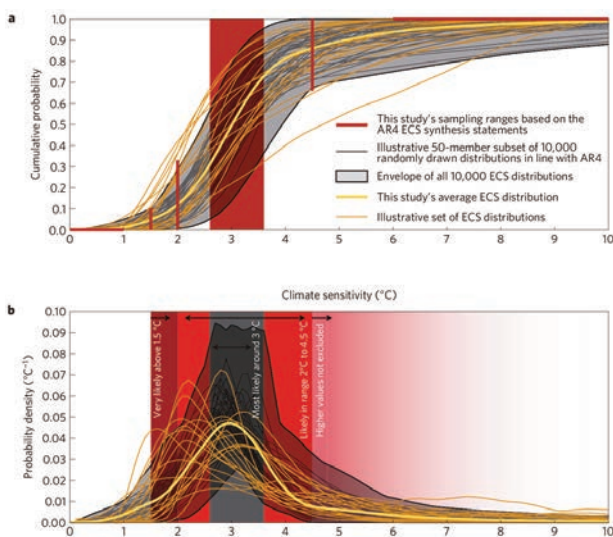 a
1.0
0.9
0.8
0.7
0.6
0.5
0.4
0.3
0.2
0.1
0.0
Cumulative probability
This study's sampling ranges based on the
AR4 ECS synthesis statements
Illustrative 50-member subset of 10,000
randomly drawn distributions in line with AR4
Envelope of all 10,000 ECS distributions
This study's average ECS distribution
Illustrative set of ECS distributions
0 1 2 3 4 5 6 7 8 9 10
Climate sensitivity (°C)
b
0.10
0.09
0.08
0.07
0.06
0.05
0.04
0.03
0.02
0.01
0.00
Probability density (°C⁻¹)
Very likely above 1.5 °C
Most likely around 3 °C
Likely in range 2°C to 4.5 °C
Higher values not excluded
0 1 2 3 4 5 6 7 8 9 10